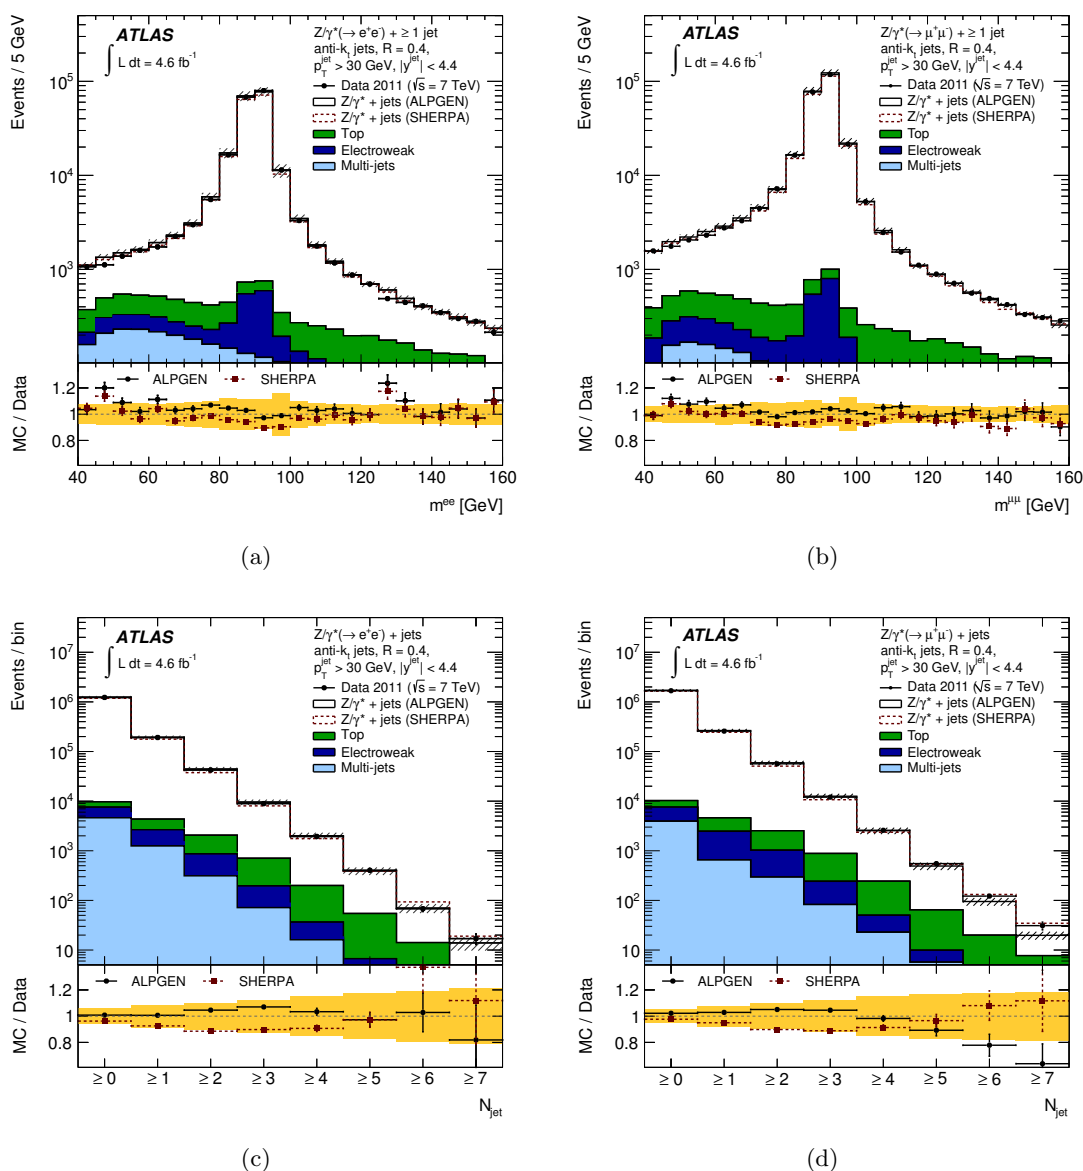 Events / 5 GeV
10⁵
10⁴
10³
ATLAS
∫ L dt = 4.6 fb⁻¹
Z/γ*(→ e⁺e⁻) + ≥ 1 jet
anti-kₜ jets, R = 0.4,
p_T^jet > 30 GeV, |y^jet| < 4.4
Data 2011 (√s = 7 TeV)
Z/γ* + jets (ALPGEN)
Z/γ* + jets (SHERPA)
Top
Electroweak
Multi-jets
MC / Data
1.2
1
0.8
ALPGEN SHERPA
40 60 80 100 120 140 160
m^ee [GeV]
(a)
Events / 5 GeV
10⁵
10⁴
10³
ATLAS
∫ L dt = 4.6 fb⁻¹
Z/γ*(→ μ⁺μ⁻) + ≥ 1 jet
anti-kₜ jets, R = 0.4,
p_T^jet > 30 GeV, |y^jet| < 4.4
Data 2011 (√s = 7 TeV)
Z/γ* + jets (ALPGEN)
Z/γ* + jets (SHERPA)
Top
Electroweak
Multi-jets
MC / Data
1.2
1
0.8
ALPGEN SHERPA
40 60 80 100 120 140 160
m^μμ [GeV]
(b)
Events / bin
10⁷
10⁶
10⁵
10⁴
10³
10²
10
ATLAS
∫ L dt = 4.6 fb⁻¹
Z/γ*(→ e⁺e⁻) + jets
anti-kₜ jets, R = 0.4,
p_T^jet > 30 GeV, |y^jet| < 4.4
Data 2011 (√s = 7 TeV)
Z/γ* + jets (ALPGEN)
Z/γ* + jets (SHERPA)
Top
Electroweak
Multi-jets
MC / Data
1.2
1
0.8
ALPGEN SHERPA
≥ 0 ≥ 1 ≥ 2 ≥ 3 ≥ 4 ≥ 5 ≥ 6 ≥ 7
N_jet
(c)
Events / bin
10⁷
10⁶
10⁵
10⁴
10³
10²
10
ATLAS
∫ L dt = 4.6 fb⁻¹
Z/γ*(→ μ⁺μ⁻) + jets
anti-kₜ jets, R = 0.4,
p_T^jet > 30 GeV, |y^jet| < 4.4
Data 2011 (√s = 7 TeV)
Z/γ* + jets (ALPGEN)
Z/γ* + jets (SHERPA)
Top
Electroweak
Multi-jets
MC / Data
1.2
1
0.8
ALPGEN SHERPA
≥ 0 ≥ 1 ≥ 2 ≥ 3 ≥ 4 ≥ 5 ≥ 6 ≥ 7
N_jet
(d)